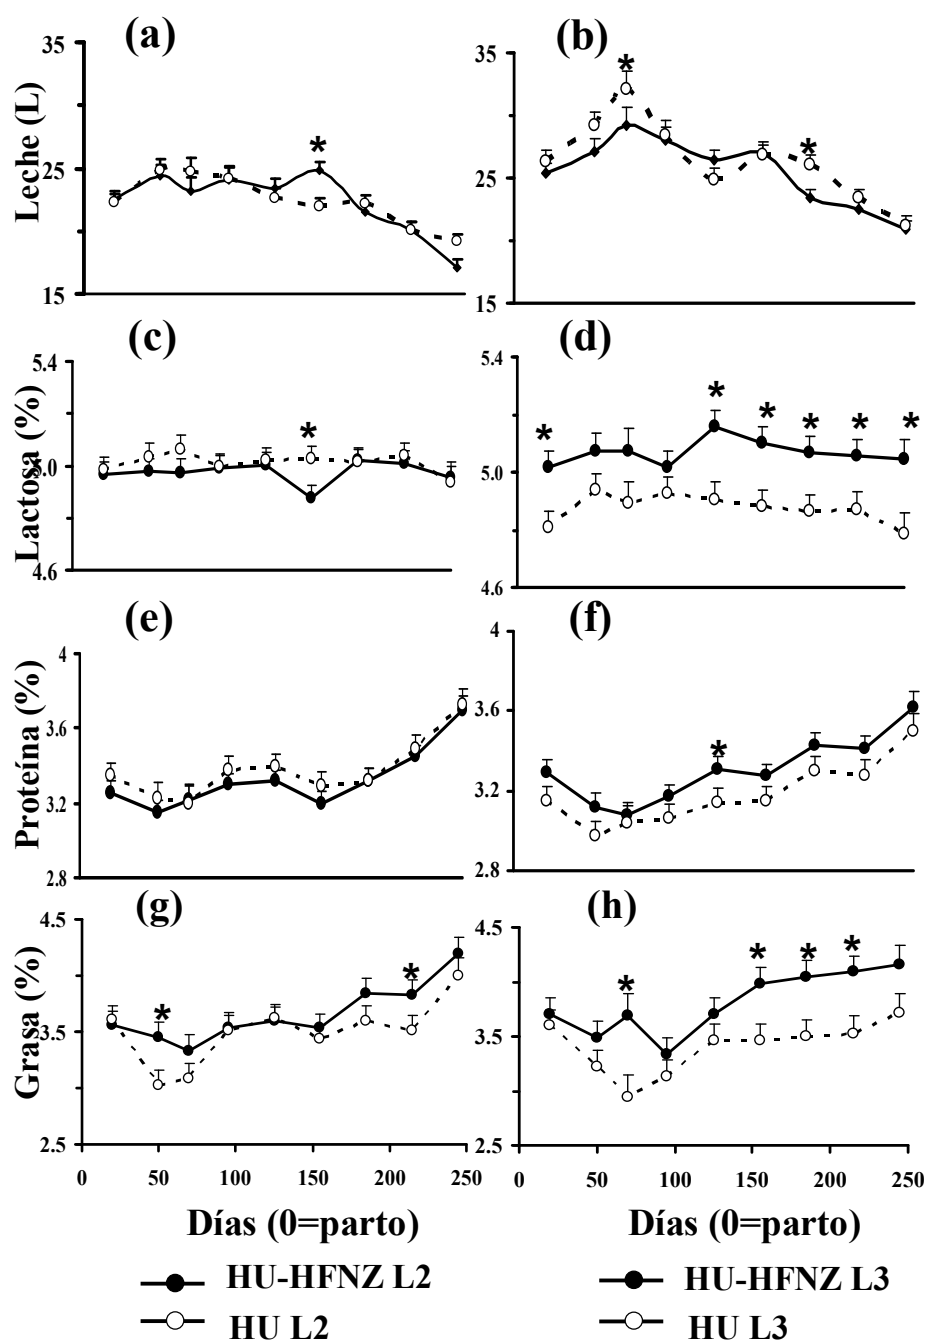 (a)
(b)
Leche (L)
35
25
15
35
25
15
*
*
*
(c)
(d)
Lactosa (%)
5.4
5.0
4.6
5.4
5.0
4.6
*
*
*
*
*
*
*
(e)
(f)
Proteína (%)
4
3.6
3.2
2.8
4
3.6
3.2
2.8
*
(g)
(h)
Grasa (%)
4.5
3.5
2.5
4.5
3.5
2.5
*
*
*
*
*
*
0 50 100 150 200 250
0 50 100 150 200 250
Días (0=parto)
Días (0=parto)
HU-HFNZ L2
HU L2
HU-HFNZ L3
HU L3